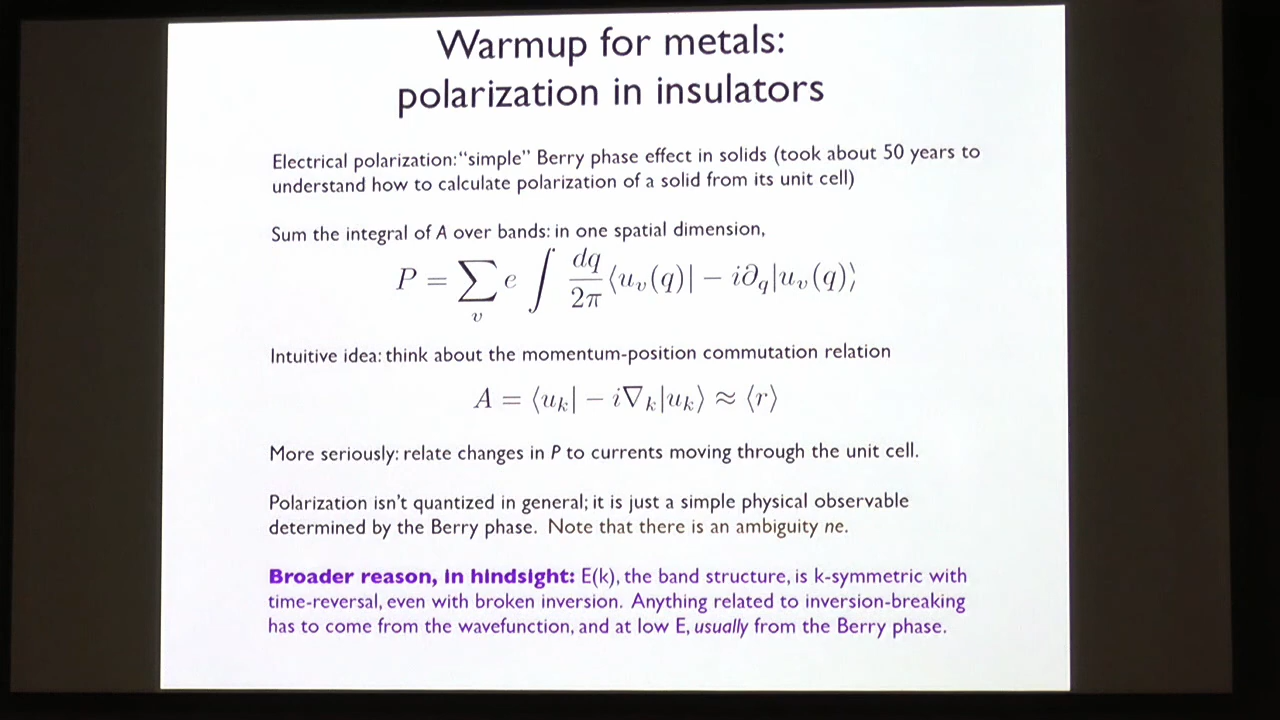 Warmup for metals:
polarization in insulators
Electrical polarization: “simple” Berry phase effect in solids (took about 50 years to
understand how to calculate polarization of a solid from its unit cell)
Sum the integral of A over bands: in one spatial dimension,
P = ∑_v e ∫ dq/2π ⟨u_v(q)| − i∂_q|u_v(q)⟩
Intuitive idea: think about the momentum-position commutation relation
A = ⟨u_k| − i∇_k|u_k⟩ ≈ ⟨r⟩
More seriously: relate changes in P to currents moving through the unit cell.
Polarization isn’t quantized in general; it is just a simple physical observable
determined by the Berry phase. Note that there is an ambiguity ne.
Broader reason, in hindsight: E(k), the band structure, is k-symmetric with
time-reversal, even with broken inversion. Anything related to inversion-breaking
has to come from the wavefunction, and at low E, usually from the Berry phase.